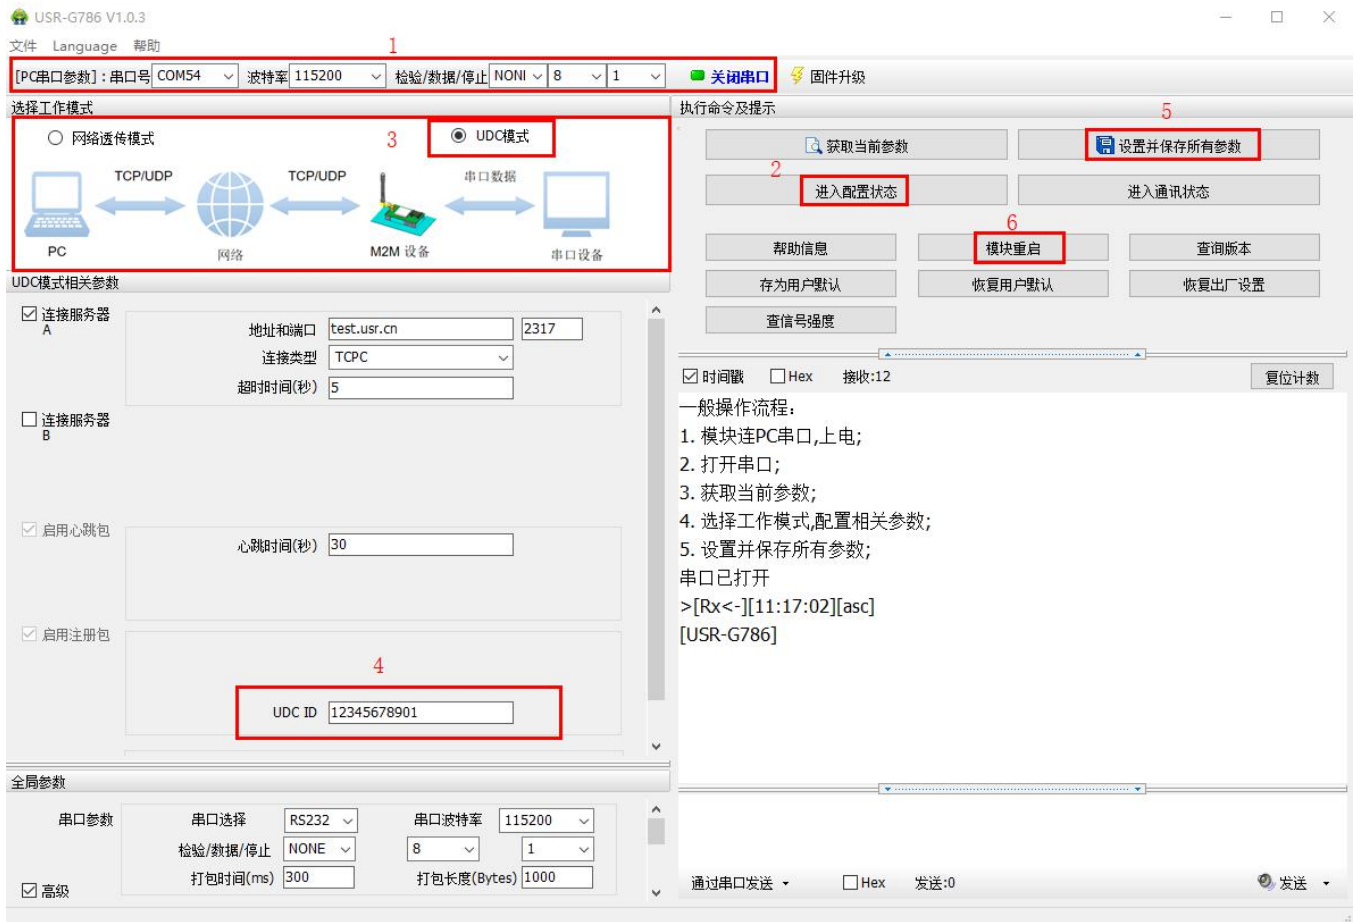 USR-G786 V1.0.3
文件 Language 帮助
1
[PC串口参数]:串口号 COM54 波特率 115200 检验/数据/停止 NONI 8 1 关闭串口 固件升级
选择工作模式
网络透传模式
3
UDC模式
TCP/UDP
TCP/UDP
串口数据
PC
网络
M2M 设备
串口设备
UDC模式相关参数
连接服务器
A
地址和端口 test.usr.cn 2317
连接类型 TCPC
超时时间(秒) 5
连接服务器
B
启用心跳包
心跳时间(秒) 30
启用注册包
4
UDC ID 12345678901
全局参数
串口参数 串口选择 RS232 串口波特率 115200
检验/数据/停止 NONE 8 1
打包时间(ms) 300 打包长度(Bytes) 1000
高级
执行命令及提示
5
获取当前参数 设置并保存所有参数
2
进入配置状态 进入通讯状态
6
帮助信息 模块重启 查询版本
存为用户默认 恢复用户默认 恢复出厂设置
查信号强度
时间戳 Hex 接收:12 复位计数
一般操作流程：
1. 模块连PC串口,上电;
2. 打开串口;
3. 获取当前参数;
4. 选择工作模式,配置相关参数;
5. 设置并保存所有参数;
串口已打开
>[Rx<-][11:17:02][asc]
[USR-G786]
通过串口发送 Hex 发送:0 发送